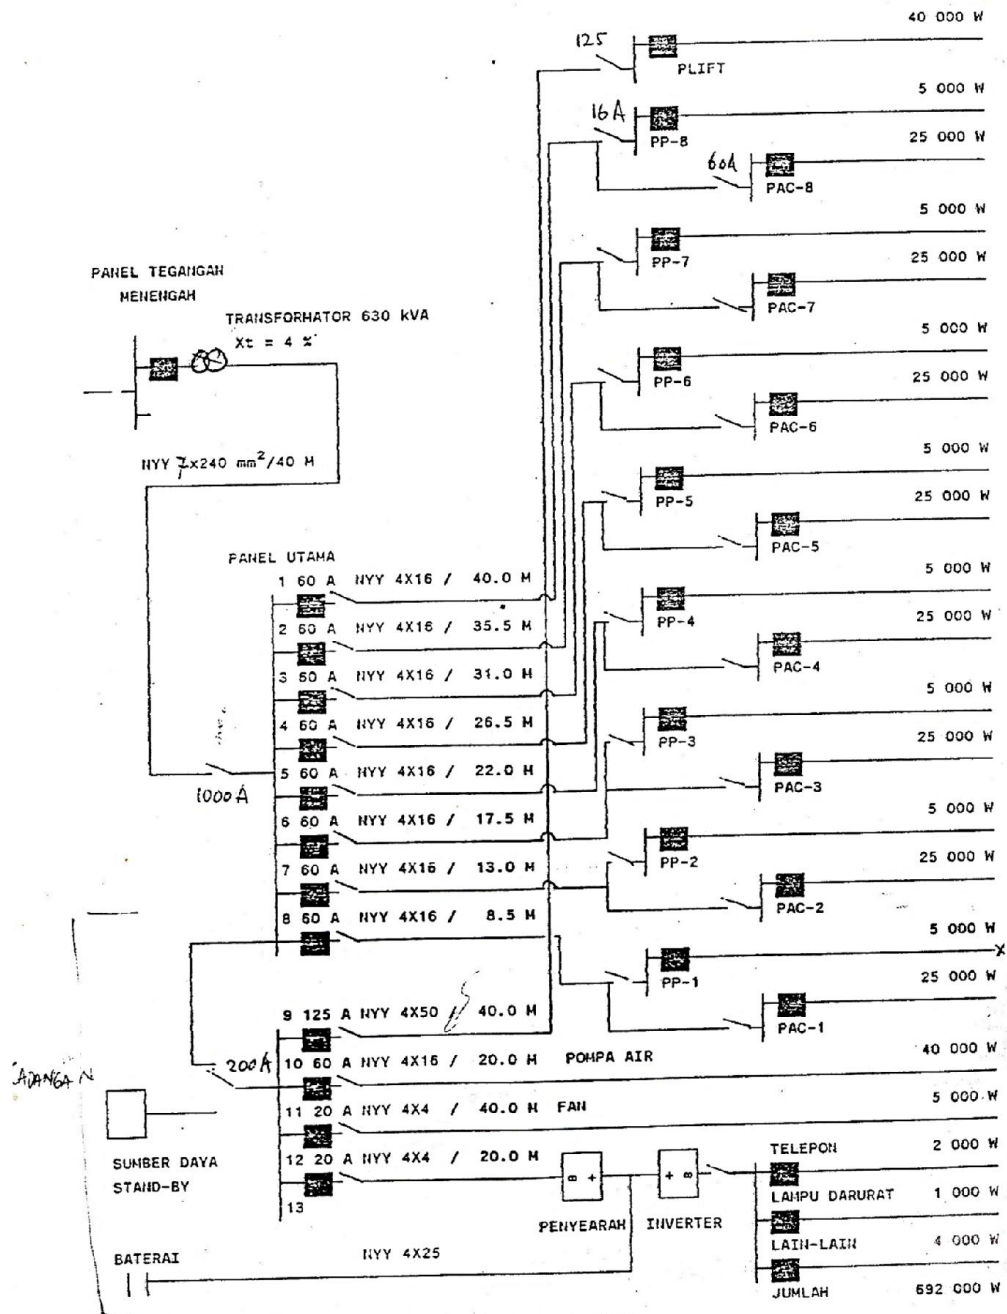 40 000 W
125
PLIFT
5 000 W
16A
PP-8
25 000 W
60A
PAC-8
5 000 W
PP-7
25 000 W
PAC-7
PANEL TEGANGAN
MENENGAH
TRANSFORMATOR 630 kVA
Xt = 4 %
5 000 W
PP-6
25 000 W
PAC-6
NYY 7x240 mm²/40 M
5 000 W
PP-5
25 000 W
PAC-5
PANEL UTAMA
1 60 A NYY 4X16 / 40.0 M
2 60 A NYY 4X16 / 35.5 M
3 60 A NYY 4X16 / 31.0 M
4 60 A NYY 4X16 / 26.5 M
5 60 A NYY 4X16 / 22.0 M
6 60 A NYY 4X16 / 17.5 M
7 60 A NYY 4X16 / 13.0 M
8 60 A NYY 4X16 / 8.5 M
1000 A
5 000 W
PP-4
25 000 W
PAC-4
5 000 W
PP-3
25 000 W
PAC-3
5 000 W
PP-2
25 000 W
PAC-2
5 000 W
PP-1
25 000 W
PAC-1
9 125 A NYY 4X50 / 40.0 M
200A
10 60 A NYY 4X16 / 20.0 M POMPA AIR 40 000 W
11 20 A NYY 4X4 / 40.0 M FAN 5 000 W
12 20 A NYY 4X4 / 20.0 M
13
CADANGAN
SUMBER DAYA
STAND-BY
- +
PENYEARAH
+ -
INVERTER
TELEPON 2 000 W
LAMPU DARURAT 1 000 W
LAIN-LAIN 4 000 W
JUMLAH 692 000 W
BATERAI
NYY 4X25